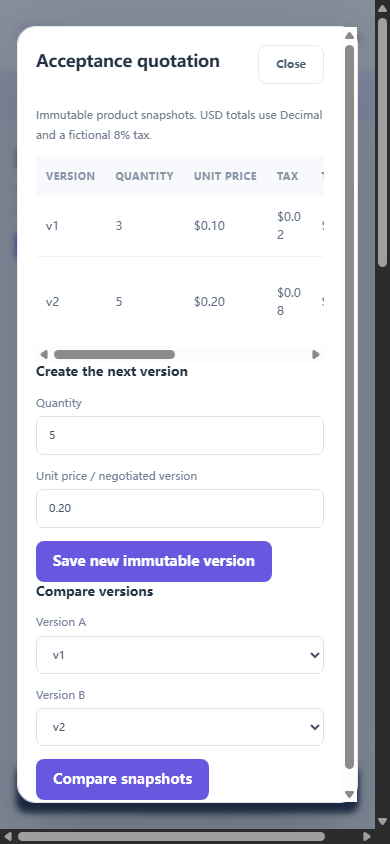 Acceptance quotation
Close
Immutable product snapshots. USD totals use Decimal
and a fictional 8% tax.
VERSION QUANTITY UNIT PRICE TAX
v1 3 $0.10 $0.0
2
v2 5 $0.20 $0.0
8
Create the next version
Quantity
5
Unit price / negotiated version
0.20
Save new immutable version
Compare versions
Version A
v1
Version B
v2
Compare snapshots